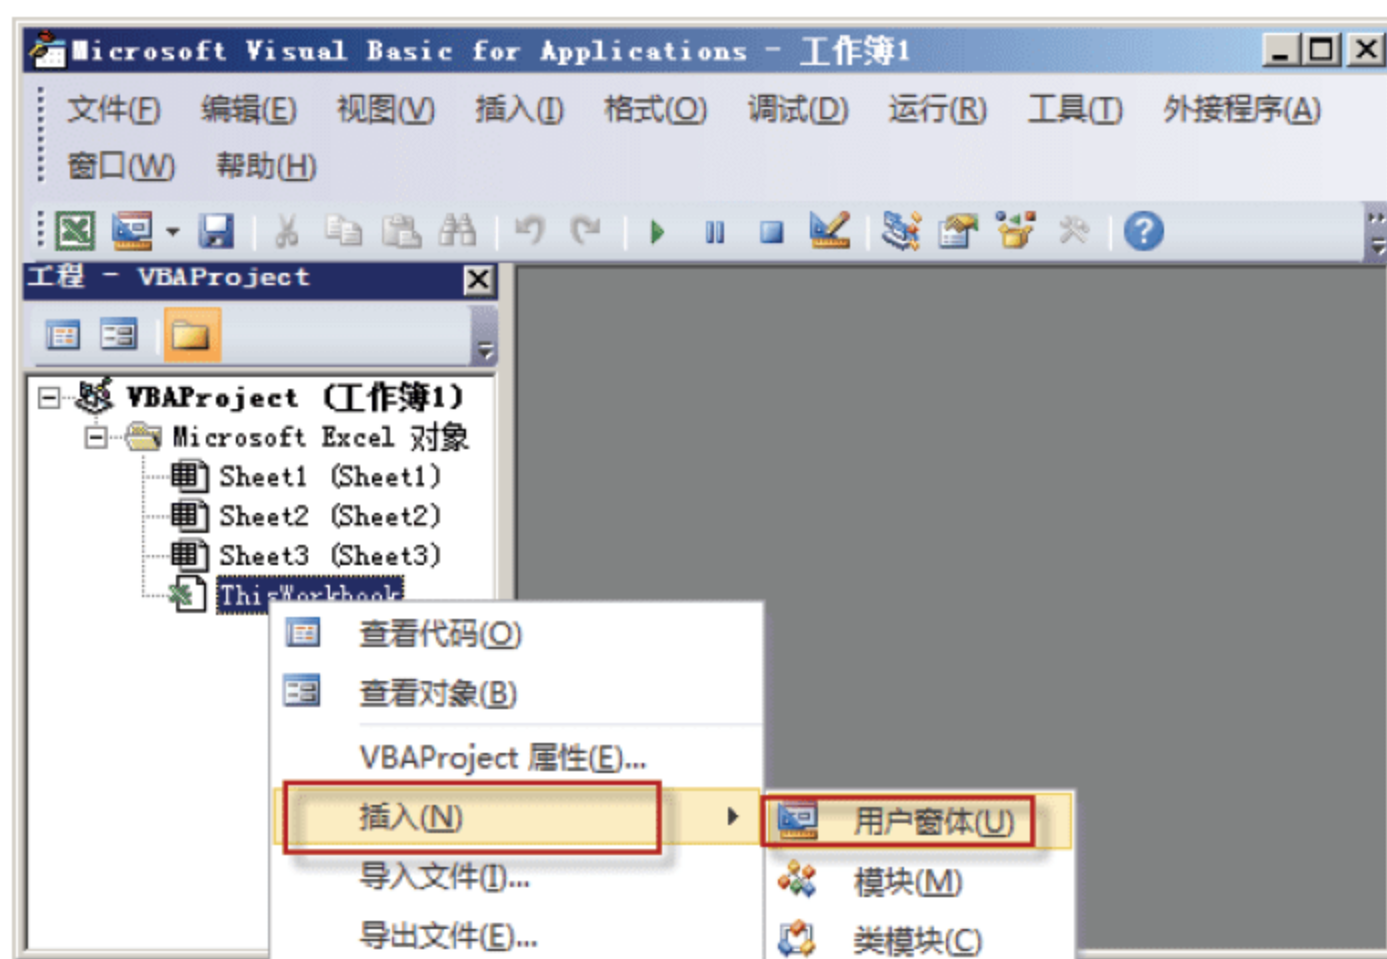 Microsoft Visual Basic for Applications - 工作簿1
文件(F) 编辑(E) 视图(V) 插入(I) 格式(O) 调试(D) 运行(R) 工具(T) 外接程序(A)
窗口(W) 帮助(H)
工程 - VBAProject
VBAProject (工作簿1)
Microsoft Excel 对象
Sheet1 (Sheet1)
Sheet2 (Sheet2)
Sheet3 (Sheet3)
ThisWorkbook
查看代码(O)
查看对象(B)
VBAProject 属性(E)...
插入(N)
用户窗体(U)
导入文件(I)...
模块(M)
导出文件(E)...
类模块(C)